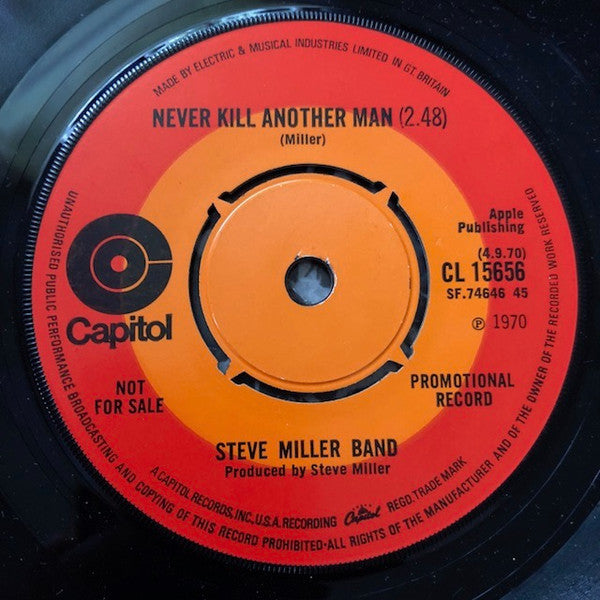 MADE BY ELECTRIC & MUSICAL INDUSTRIES LIMITED IN GT. BRITAIN
NEVER KILL ANOTHER MAN (2.48)
(Miller)
Apple
Publishing
(4.9.70)
CL 15656
SF.74646 45
Ⓟ 1970
Capitol
NOT
FOR SALE
PROMOTIONAL
RECORD
STEVE MILLER BAND
Produced by Steve Miller
A CAPITOL RECORDS, INC., U.S.A. RECORDING Capitol REGD. TRADE MARK
UNAUTHORISED PUBLIC PERFORMANCE BROADCASTING AND COPYING OF THIS RECORD PROHIBITED-ALL RIGHTS OF THE MANUFACTURER AND OF THE OWNER OF THE RECORDED WORK RESERVED